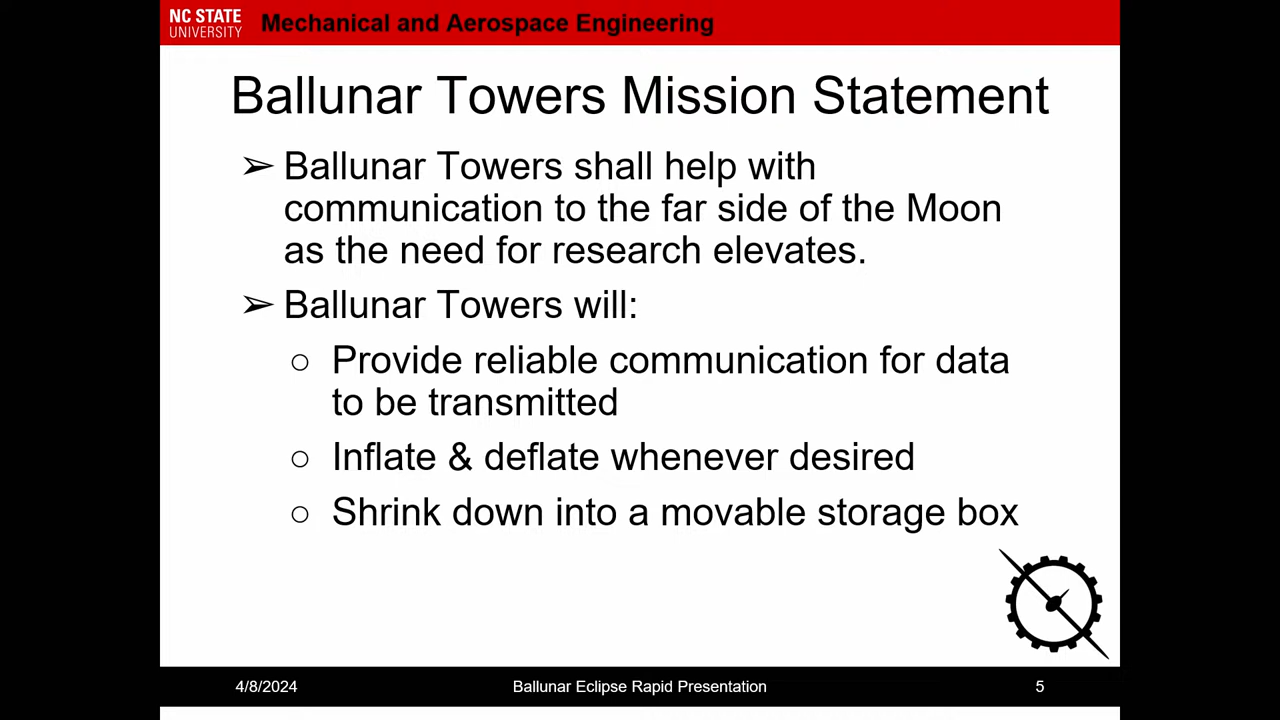 NC STATE
UNIVERSITY
Mechanical and Aerospace Engineering
Ballunar Towers Mission Statement
➢ Ballunar Towers shall help with
communication to the far side of the Moon
as the need for research elevates.
➢ Ballunar Towers will:
○ Provide reliable communication for data
to be transmitted
○ Inflate & deflate whenever desired
○ Shrink down into a movable storage box
4/8/2024
Ballunar Eclipse Rapid Presentation
5